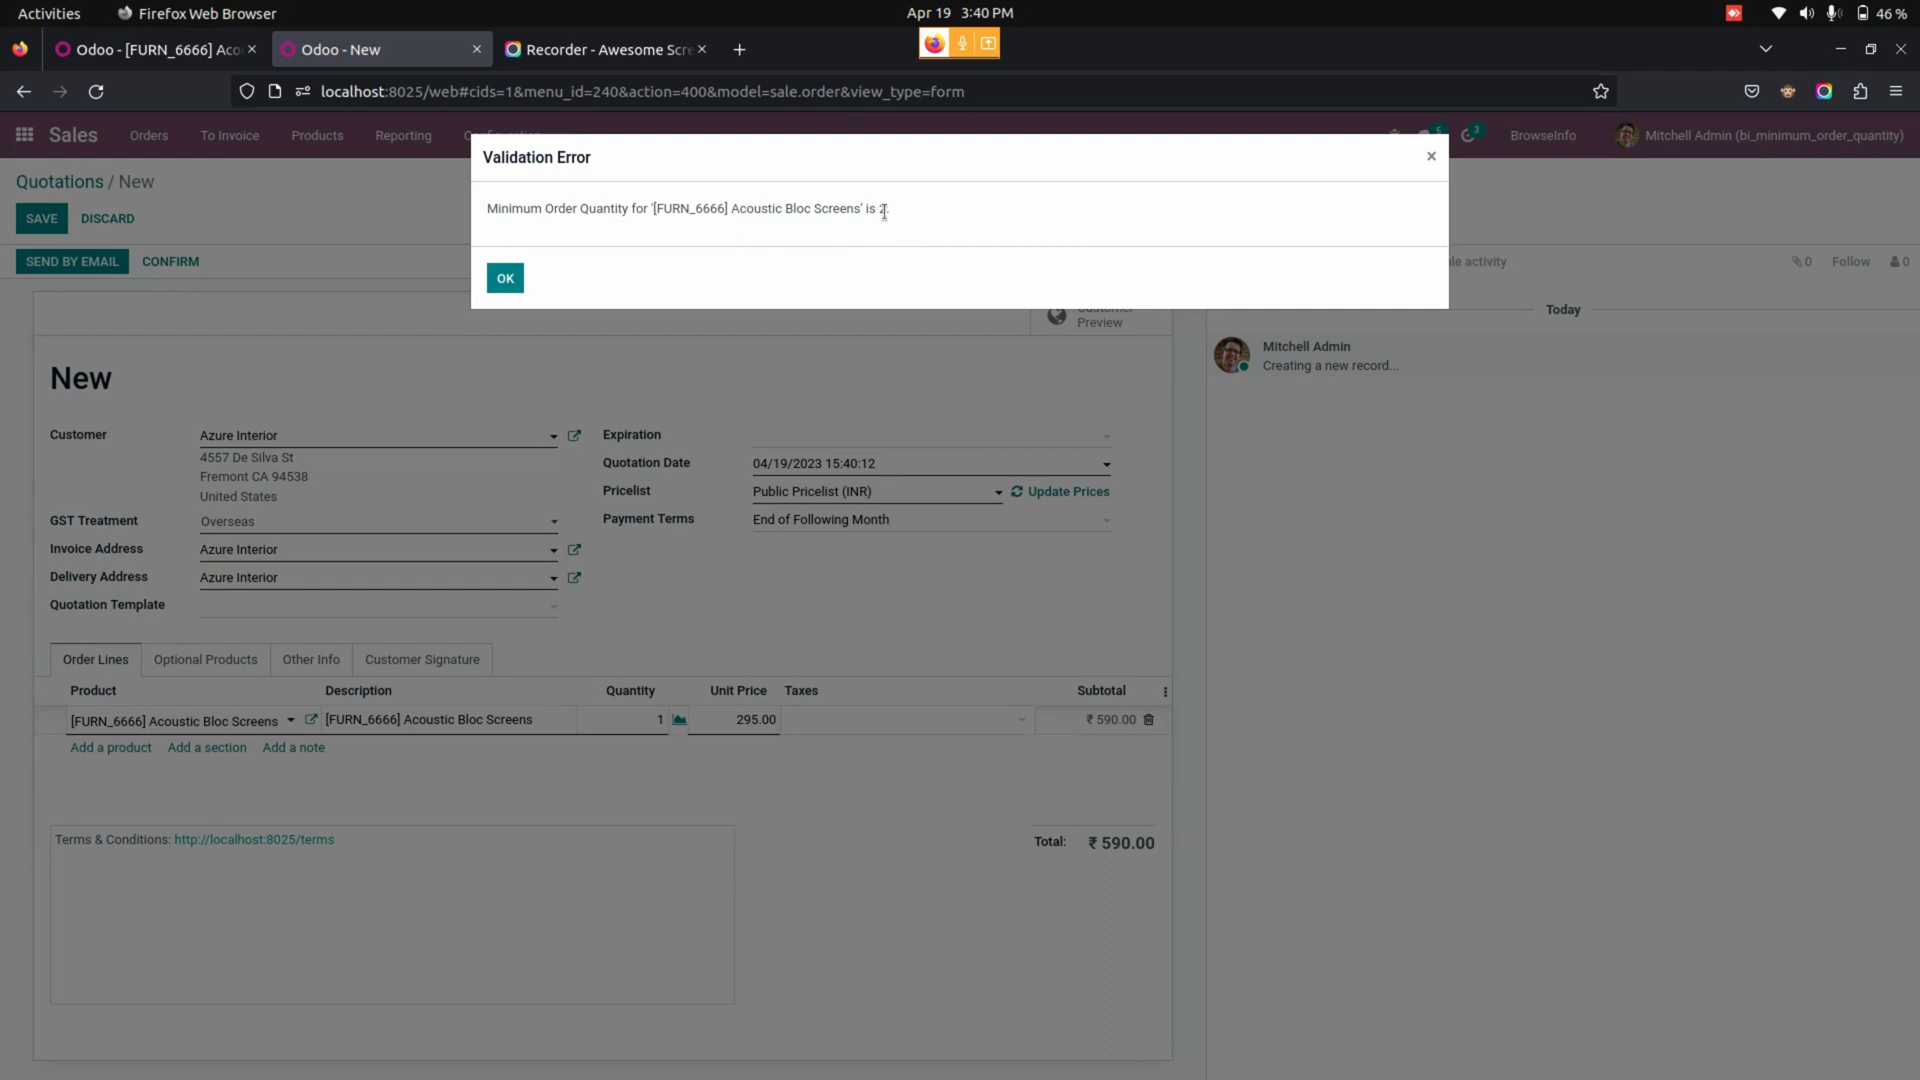 Activities
Firefox Web Browser
Apr 19 3:40 PM
46 %
Odoo - [FURN_6666] Aco
Odoo - New
Recorder - Awesome Scre
localhost:8025/web#cids=1&menu_id=240&action=400&model=sale.order&view_type=form
Sales
Orders
To Invoice
Products
Reporting
5
3
BrowseInfo
Mitchell Admin (bi_minimum_order_quantity)
Validation Error
Quotations / New
Minimum Order Quantity for '[FURN_6666] Acoustic Bloc Screens' is
SAVE
DISCARD
SEND BY EMAIL
CONFIRM
OK
activity
0
Follow
0
Preview
Today
Mitchell Admin
Creating a new record...
New
Customer
Azure Interior
4557 De Silva St
Fremont CA 94538
United States
GST Treatment
Overseas
Invoice Address
Azure Interior
Delivery Address
Azure Interior
Quotation Template
Expiration
Quotation Date
04/19/2023 15:40:12
Pricelist
Public Pricelist (INR)
Update Prices
Payment Terms
End of Following Month
Order Lines
Optional Products
Other Info
Customer Signature
Product
Description
Quantity
Unit Price
Taxes
Subtotal
[FURN_6666] Acoustic Bloc Screens
[FURN_6666] Acoustic Bloc Screens
1
295.00
₹ 590.00
Add a product
Add a section
Add a note
Terms & Conditions: http://localhost:8025/terms
Total:
₹ 590.00